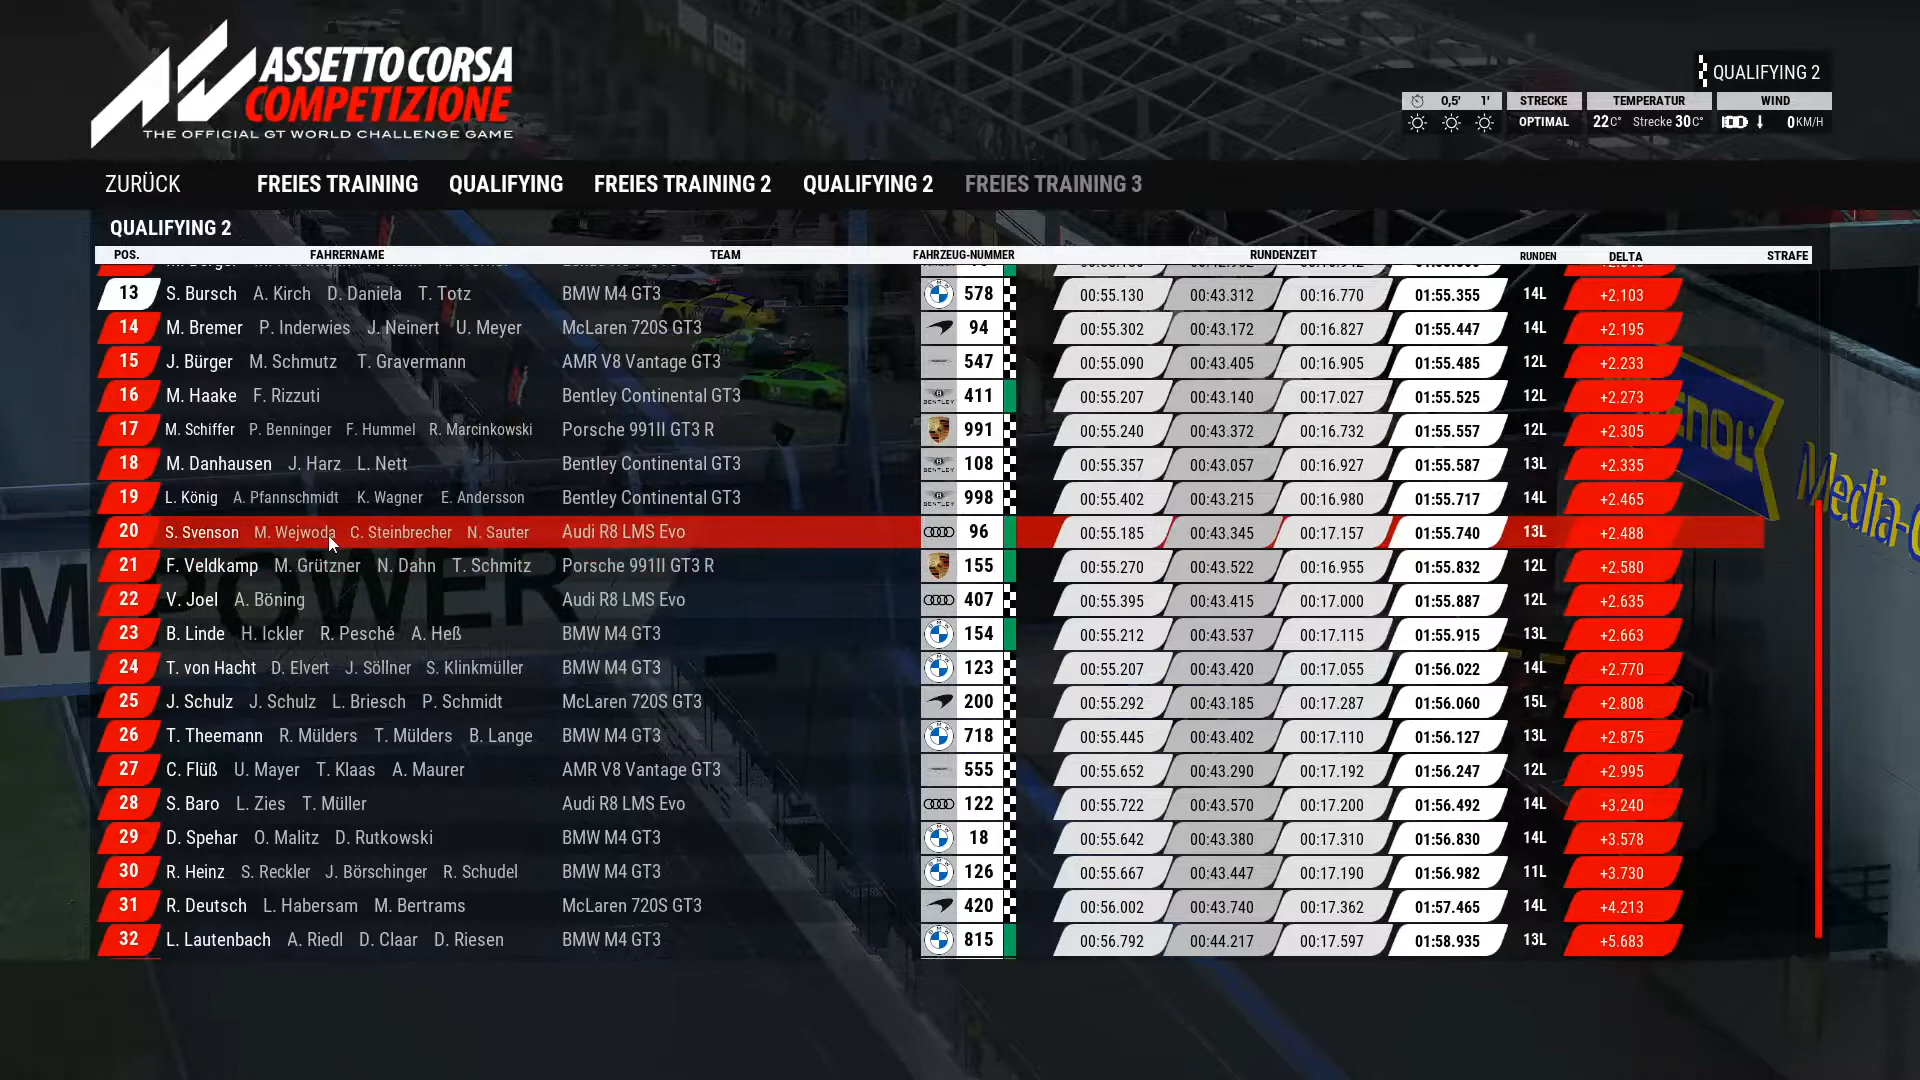 ASSETTO CORSA
COMPETIZIONE
THE OFFICIAL GT WORLD CHALLENGE GAME
QUALIFYING 2
0,5' 1' STRECKE TEMPERATUR WIND
OPTIMAL 22C° Strecke 30C° 0KM/H
ZURÜCK FREIES TRAINING QUALIFYING FREIES TRAINING 2 QUALIFYING 2 FREIES TRAINING 3
QUALIFYING 2
POS. FAHRERNAME TEAM FAHRZEUG-NUMMER RUNDENZEIT RUNDEN DELTA STRAFE
13 S. Bursch A. Kirch D. Daniela T. Totz BMW M4 GT3 578 00:55.130 00:43.312 00:16.770 01:55.355 14L +2.103
14 M. Bremer P. Inderwies J. Neinert U. Meyer McLaren 720S GT3 94 00:55.302 00:43.172 00:16.827 01:55.447 14L +2.195
15 J. Bürger M. Schmutz T. Gravermann AMR V8 Vantage GT3 547 00:55.090 00:43.405 00:16.905 01:55.485 12L +2.233
16 M. Haake F. Rizzuti Bentley Continental GT3 BENTLEY 411 00:55.207 00:43.140 00:17.027 01:55.525 12L +2.273
17 M. Schiffer P. Benninger F. Hummel R. Marcinkowski Porsche 991II GT3 R 991 00:55.240 00:43.372 00:16.732 01:55.557 12L +2.305
18 M. Danhausen J. Harz L. Nett Bentley Continental GT3 BENTLEY 108 00:55.357 00:43.057 00:16.927 01:55.587 13L +2.335
19 L. König A. Pfannschmidt K. Wagner E. Andersson Bentley Continental GT3 BENTLEY 998 00:55.402 00:43.215 00:16.980 01:55.717 14L +2.465
20 S. Svenson M. Wejwoda C. Steinbrecher N. Sauter Audi R8 LMS Evo 96 00:55.185 00:43.345 00:17.157 01:55.740 13L +2.488
21 F. Veldkamp M. Grützner N. Dahn T. Schmitz Porsche 991II GT3 R 155 00:55.270 00:43.522 00:16.955 01:55.832 12L +2.580
22 V. Joel A. Böning Audi R8 LMS Evo 407 00:55.395 00:43.415 00:17.000 01:55.887 12L +2.635
23 B. Linde H. Ickler R. Pesché A. Heß BMW M4 GT3 154 00:55.212 00:43.537 00:17.115 01:55.915 13L +2.663
24 T. von Hacht D. Elvert J. Söllner S. Klinkmüller BMW M4 GT3 123 00:55.207 00:43.420 00:17.055 01:56.022 14L +2.770
25 J. Schulz J. Schulz L. Briesch P. Schmidt McLaren 720S GT3 200 00:55.292 00:43.185 00:17.287 01:56.060 15L +2.808
26 T. Theemann R. Mülders T. Mülders B. Lange BMW M4 GT3 718 00:55.445 00:43.402 00:17.110 01:56.127 13L +2.875
27 C. Flüß U. Mayer T. Klaas A. Maurer AMR V8 Vantage GT3 555 00:55.652 00:43.290 00:17.192 01:56.247 12L +2.995
28 S. Baro L. Zies T. Müller Audi R8 LMS Evo 122 00:55.722 00:43.570 00:17.200 01:56.492 14L +3.240
29 D. Spehar O. Malitz D. Rutkowski BMW M4 GT3 18 00:55.642 00:43.380 00:17.310 01:56.830 14L +3.578
30 R. Heinz S. Reckler J. Börschinger R. Schudel BMW M4 GT3 126 00:55.667 00:43.447 00:17.190 01:56.982 11L +3.730
31 R. Deutsch L. Habersam M. Bertrams McLaren 720S GT3 420 00:56.002 00:43.740 00:17.362 01:57.465 14L +4.213
32 L. Lautenbach A. Riedl D. Claar D. Riesen BMW M4 GT3 815 00:56.792 00:44.217 00:17.597 01:58.935 13L +5.683
M POWER